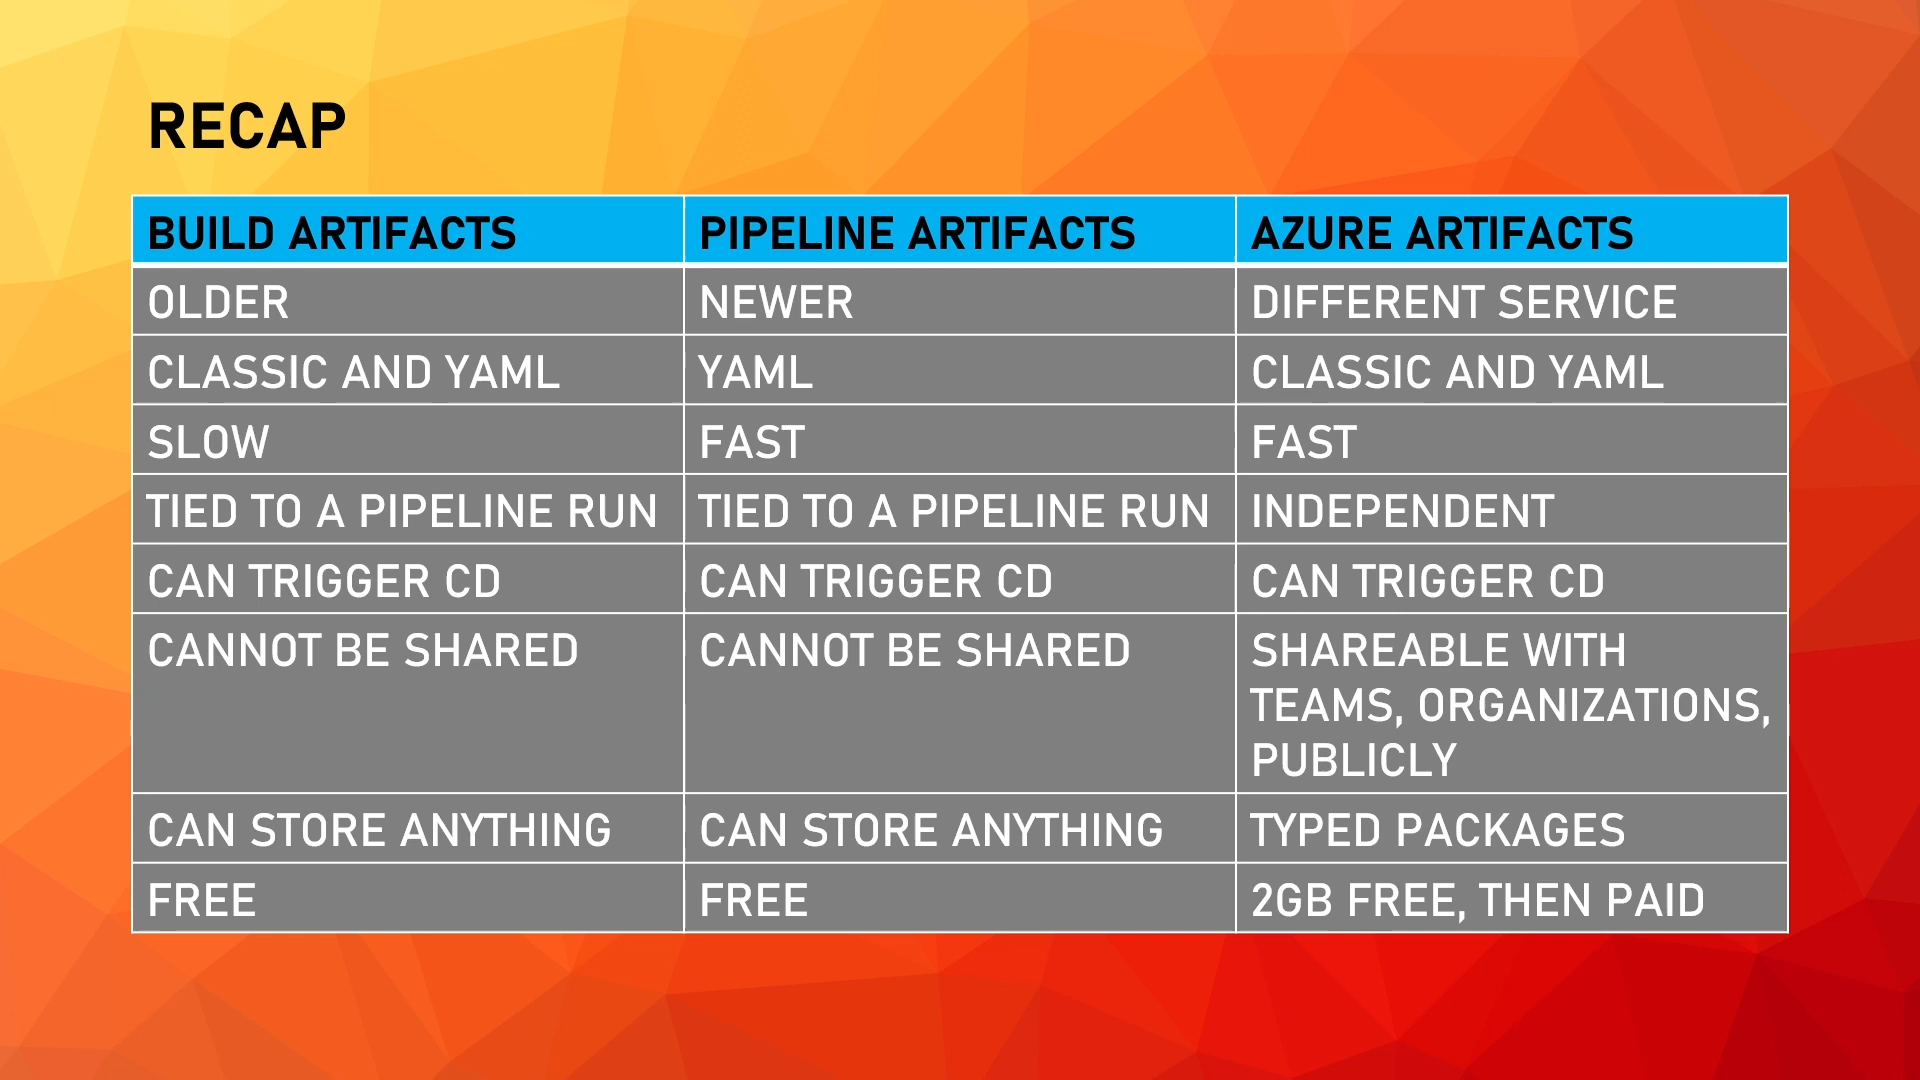 RECAP
BUILD ARTIFACTS PIPELINE ARTIFACTS AZURE ARTIFACTS
OLDER NEWER DIFFERENT SERVICE
CLASSIC AND YAML YAML CLASSIC AND YAML
SLOW FAST FAST
TIED TO A PIPELINE RUN TIED TO A PIPELINE RUN INDEPENDENT
CAN TRIGGER CD CAN TRIGGER CD CAN TRIGGER CD
CANNOT BE SHARED CANNOT BE SHARED SHAREABLE WITH
TEAMS, ORGANIZATIONS,
PUBLICLY
CAN STORE ANYTHING CAN STORE ANYTHING TYPED PACKAGES
FREE FREE 2GB FREE, THEN PAID